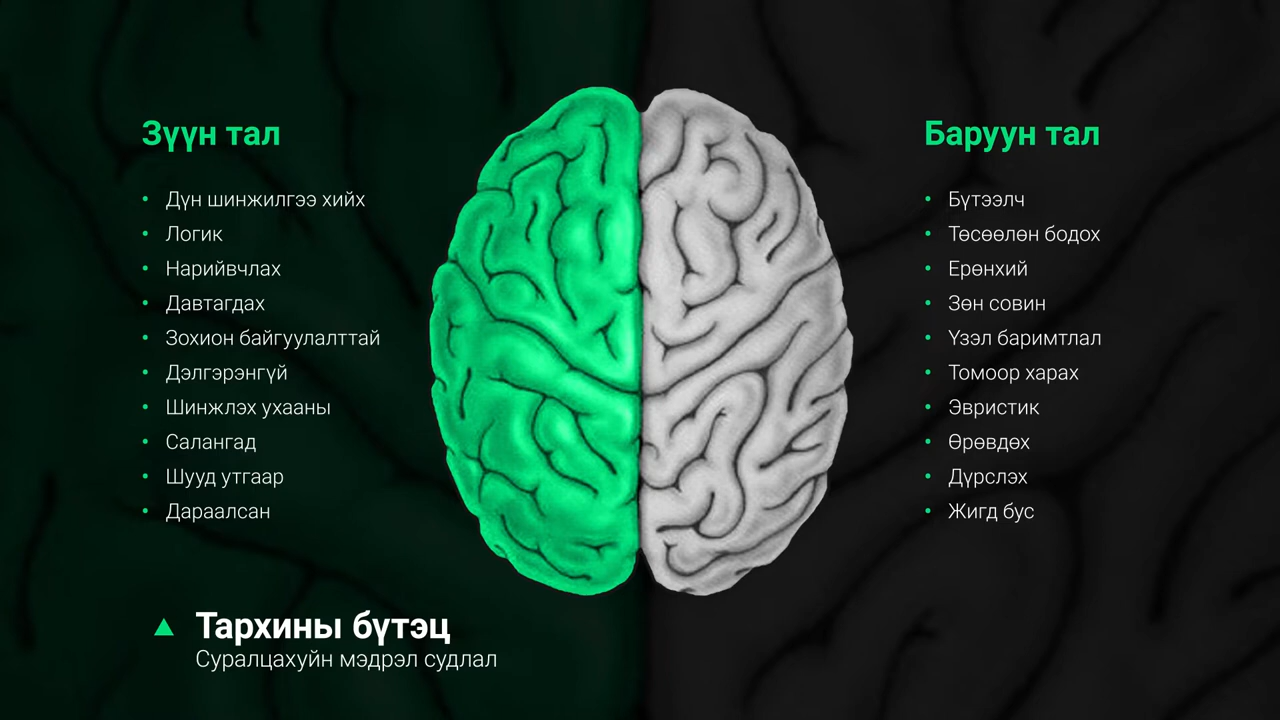 Зүүн тал
Дүн шинжилгээ хийх
Логик
Нарийвчлах
Давтагдах
Зохион байгуулалттай
Дэлгэрэнгүй
Шинжлэх ухааны
Салангад
Шууд утгаар
Дараалсан
Баруун тал
Бүтээлч
Төсөөлөн бодох
Ерөнхий
Зөн совин
Үзэл баримтлал
Томоор харах
Эвристик
Өрөвдөх
Дүрслэх
Жигд бус
Тархины бүтэц
Суралцахуйн мэдрэл судлал